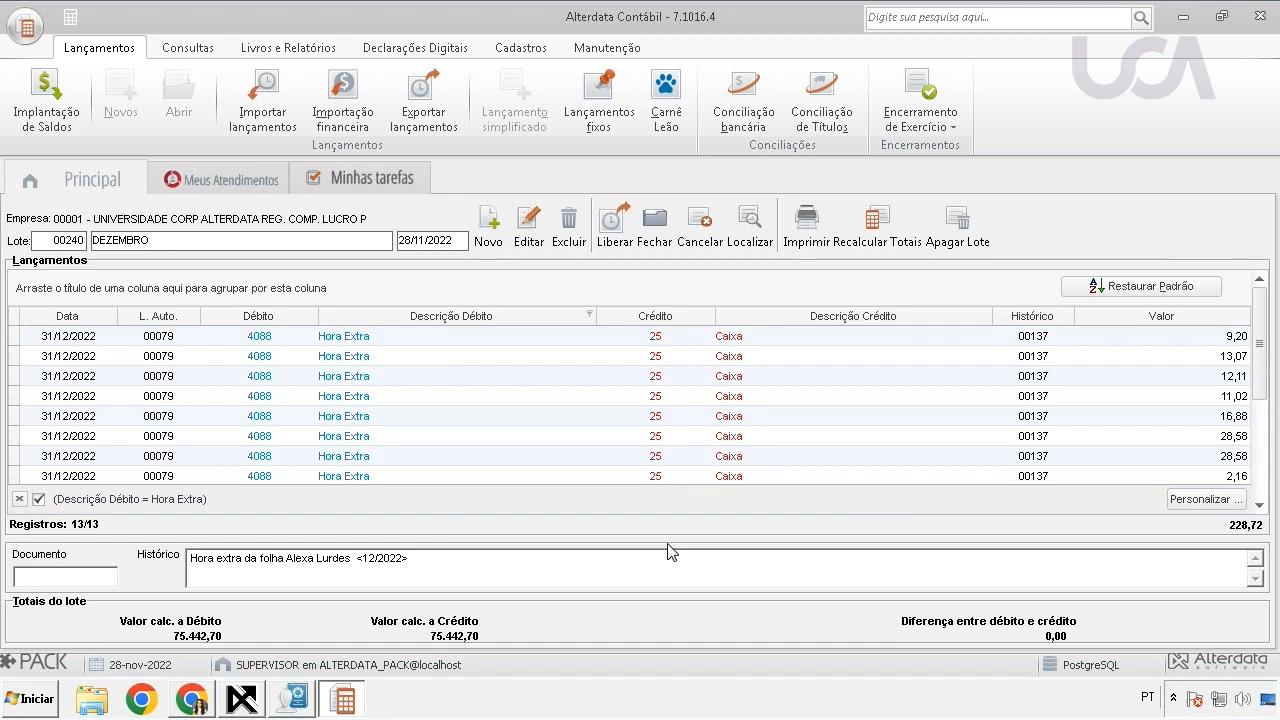 Alterdata Contábil - 7.1016.4
Digite sua pesquisa aqui...
Lançamentos Consultas Livros e Relatórios Declarações Digitais Cadastros Manutenção
UCA
Implantação de Saldos
Novos
Abrir
Importar lançamentos
Importação financeira
Exportar lançamentos
Lançamento simplificado
Lançamentos fixos
Carnê Leão
Conciliação bancária
Conciliação de Títulos
Encerramento de Exercício
Lançamentos Conciliações Encerramentos
Principal Meus Atendimentos Minhas tarefas
Empresa: 00001 - UNIVERSIDADE CORP ALTERDATA REG. COMP. LUCRO P
Lote: 00240 DEZEMBRO 28/11/2022
Novo Editar Excluir Liberar Fechar Cancelar Localizar Imprimir Recalcular Totais Apagar Lote
Lançamentos
Arraste o título de uma coluna aqui para agrupar por esta coluna
Restaurar Padrão
Data L. Auto. Débito Descrição Débito Crédito Descrição Crédito Histórico Valor
31/12/2022 00079 4088 Hora Extra 25 Caixa 00137 9,20
31/12/2022 00079 4088 Hora Extra 25 Caixa 00137 13,07
31/12/2022 00079 4088 Hora Extra 25 Caixa 00137 12,11
31/12/2022 00079 4088 Hora Extra 25 Caixa 00137 11,02
31/12/2022 00079 4088 Hora Extra 25 Caixa 00137 16,88
31/12/2022 00079 4088 Hora Extra 25 Caixa 00137 28,58
31/12/2022 00079 4088 Hora Extra 25 Caixa 00137 28,58
31/12/2022 00079 4088 Hora Extra 25 Caixa 00137 2,16
(Descrição Débito = Hora Extra)
Personalizar ...
Registros: 13/13 228,72
Documento Histórico
Hora extra da folha Alexa Lurdes <12/2022>
Totais do lote
Valor calc. a Débito Valor calc. a Crédito Diferença entre débito e crédito
75.442,70 75.442,70 0,00
PACK 28-nov-2022 SUPERVISOR em ALTERDATA_PACK@localhost PostgreSQL Alterdata software
Iniciar PT